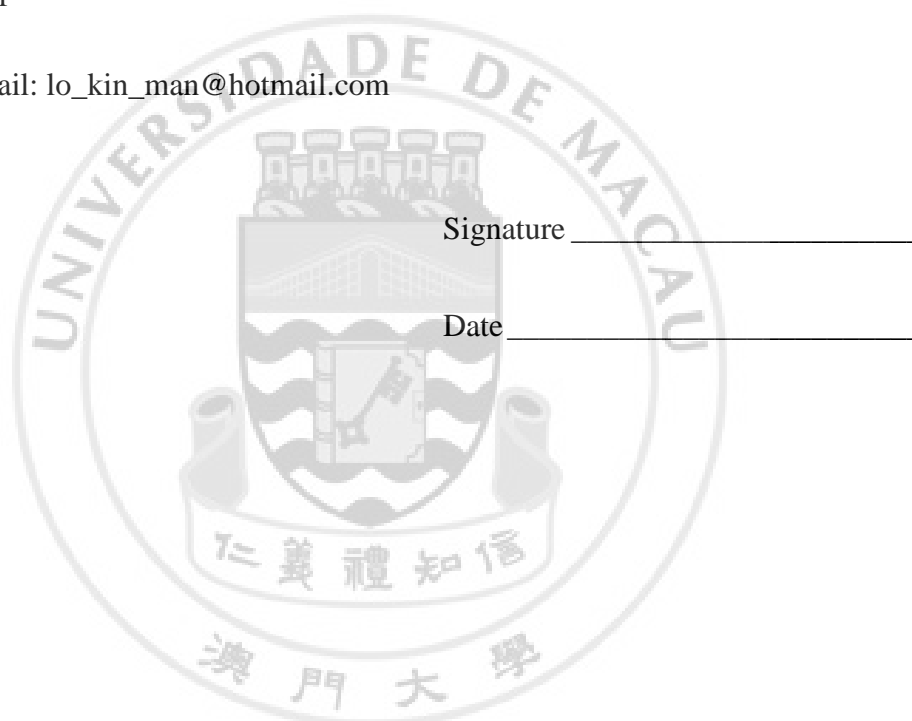 ail: lo_kin_man@hotmail.com
UNIVERSIDADE DE MACAU
Signature
Date
仁義禮知信
澳門大學